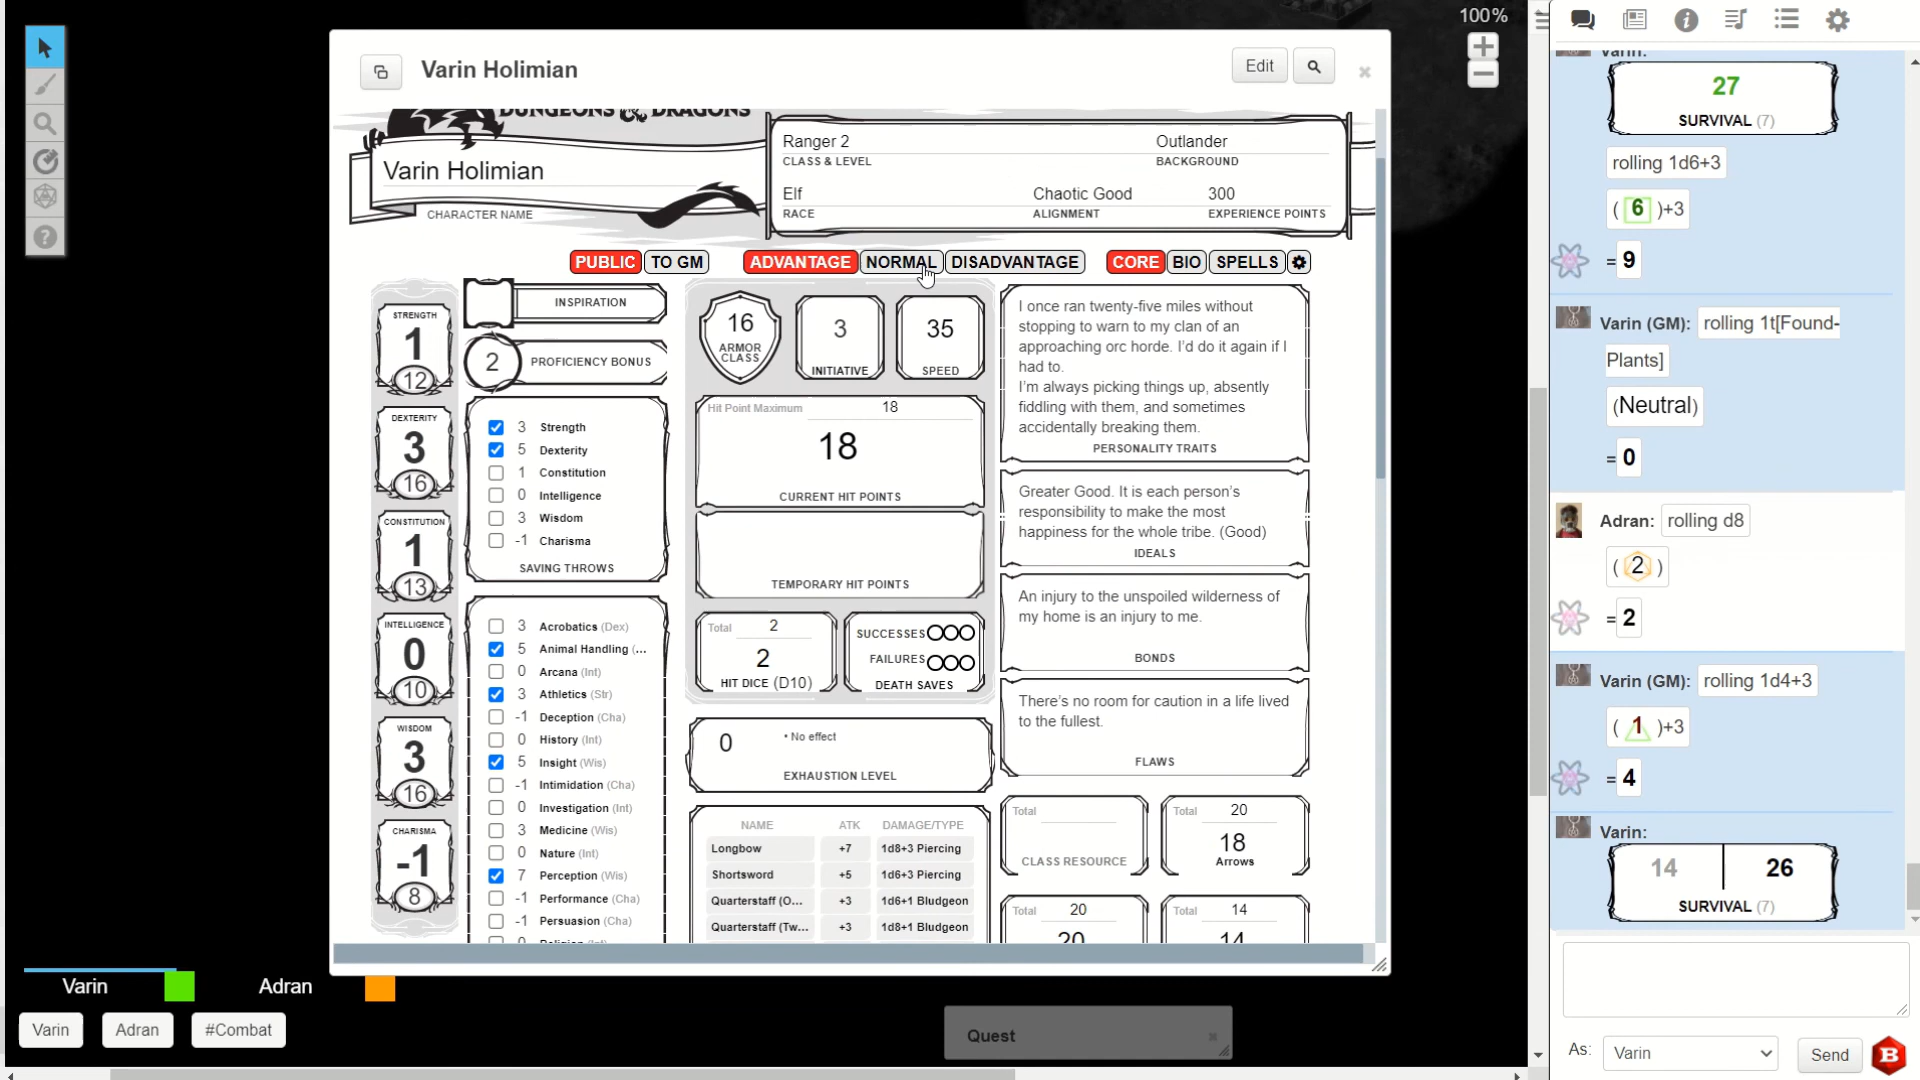 100%
Varin Holimian
Edit
DUNGEONS & DRAGONS
Varin Holimian
CHARACTER NAME
Ranger 2
CLASS & LEVEL
Outlander
BACKGROUND
Elf
RACE
Chaotic Good
ALIGNMENT
300
EXPERIENCE POINTS
PUBLIC TO GM
ADVANTAGE NORMAL DISADVANTAGE
CORE BIO SPELLS
STRENGTH
1
12
DEXTERITY
3
16
CONSTITUTION
1
13
INTELLIGENCE
0
10
WISDOM
3
16
CHARISMA
-1
8
INSPIRATION
2 PROFICIENCY BONUS
3 Strength
5 Dexterity
1 Constitution
0 Intelligence
3 Wisdom
-1 Charisma
SAVING THROWS
3 Acrobatics (Dex)
5 Animal Handling (...
0 Arcana (Int)
3 Athletics (Str)
-1 Deception (Cha)
0 History (Int)
5 Insight (Wis)
-1 Intimidation (Cha)
0 Investigation (Int)
3 Medicine (Wis)
0 Nature (Int)
7 Perception (Wis)
-1 Performance (Cha)
-1 Persuasion (Cha)
0 Religion (Int)
16
ARMOR
CLASS
3
INITIATIVE
35
SPEED
Hit Point Maximum 18
18
CURRENT HIT POINTS
TEMPORARY HIT POINTS
Total 2
2
HIT DICE (D10)
SUCCESSES
FAILURES
DEATH SAVES
0 • No effect
EXHAUSTION LEVEL
NAME ATK DAMAGE/TYPE
Longbow +7 1d8+3 Piercing
Shortsword +5 1d6+3 Piercing
Quarterstaff (O... +3 1d6+1 Bludgeon
Quarterstaff (Tw... +3 1d8+1 Bludgeon
I once ran twenty-five miles without
stopping to warn to my clan of an
approaching orc horde. I'd do it again if I
had to.
I'm always picking things up, absently
fiddling with them, and sometimes
accidentally breaking them.
PERSONALITY TRAITS
Greater Good. It is each person's
responsibility to make the most
happiness for the whole tribe. (Good)
IDEALS
An injury to the unspoiled wilderness of
my home is an injury to me.
BONDS
There's no room for caution in a life lived
to the fullest.
FLAWS
Total
CLASS RESOURCE
Total 20
18
Arrows
Total 20
20
Total 14
14
Varin:
27
SURVIVAL (7)
rolling 1d6+3
(6)+3
=9
Varin (GM): rolling 1t[Found-
Plants]
(Neutral)
=0
Adran: rolling d8
(2)
=2
Varin (GM): rolling 1d4+3
(1)+3
=4
Varin:
14 26
SURVIVAL (7)
As: Varin
Send
B
Varin Adran
Varin Adran #Combat
Quest